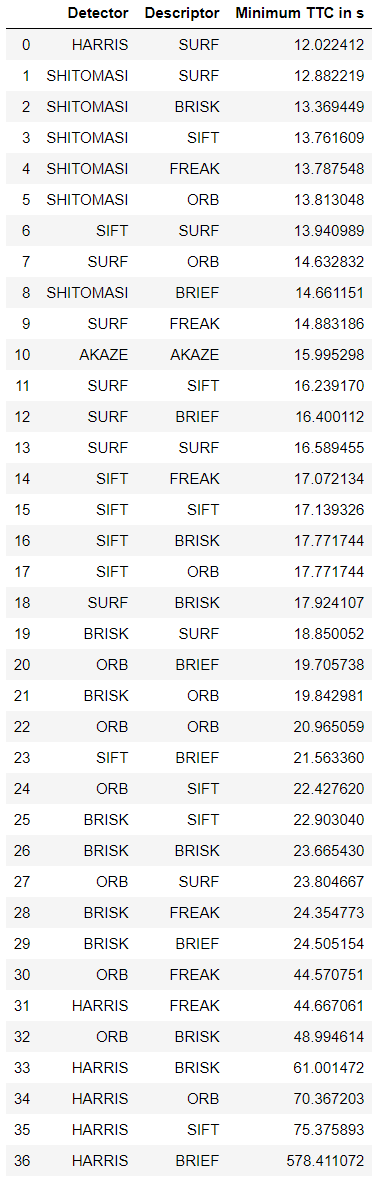 Detector Descriptor Minimum TTC in s
0 HARRIS SURF 12.022412
1 SHITOMASI SURF 12.882219
2 SHITOMASI BRISK 13.369449
3 SHITOMASI SIFT 13.761609
4 SHITOMASI FREAK 13.787548
5 SHITOMASI ORB 13.813048
6 SIFT SURF 13.940989
7 SURF ORB 14.632832
8 SHITOMASI BRIEF 14.661151
9 SURF FREAK 14.883186
10 AKAZE AKAZE 15.995298
11 SURF SIFT 16.239170
12 SURF BRIEF 16.400112
13 SURF SURF 16.589455
14 SIFT FREAK 17.072134
15 SIFT SIFT 17.139326
16 SIFT BRISK 17.771744
17 SIFT ORB 17.771744
18 SURF BRISK 17.924107
19 BRISK SURF 18.850052
20 ORB BRIEF 19.705738
21 BRISK ORB 19.842981
22 ORB ORB 20.965059
23 SIFT BRIEF 21.563360
24 ORB SIFT 22.427620
25 BRISK SIFT 22.903040
26 BRISK BRISK 23.665430
27 ORB SURF 23.804667
28 BRISK FREAK 24.354773
29 BRISK BRIEF 24.505154
30 ORB FREAK 44.570751
31 HARRIS FREAK 44.667061
32 ORB BRISK 48.994614
33 HARRIS BRISK 61.001472
34 HARRIS ORB 70.367203
35 HARRIS SIFT 75.375893
36 HARRIS BRIEF 578.411072